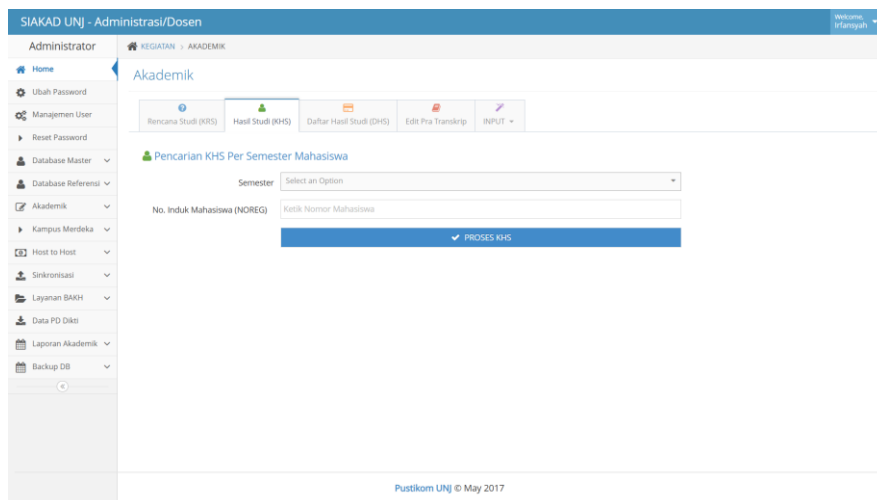 SIAKAD UNJ - Administrasi/Dosen
Welcome,
Irfansyah
Administrator
KEGIATAN > AKADEMIK
Home
Ubah Password
Manajemen User
Reset Password
Database Master
Database Referensi
Akademik
Kampus Merdeka
Host to Host
Sinkronisasi
Layanan BAKH
Data PD Dikti
Laporan Akademik
Backup DB
Akademik
Rencana Studi (KRS)
Hasil Studi (KHS)
Daftar Hasil Studi (DHS)
Edit Pra Transkrip
INPUT
Pencarian KHS Per Semester Mahasiswa
Semester
Select an Option
No. Induk Mahasiswa (NOREG)
Ketik Nomor Mahasiswa
PROSES KHS
Pustikom UNJ © May 2017